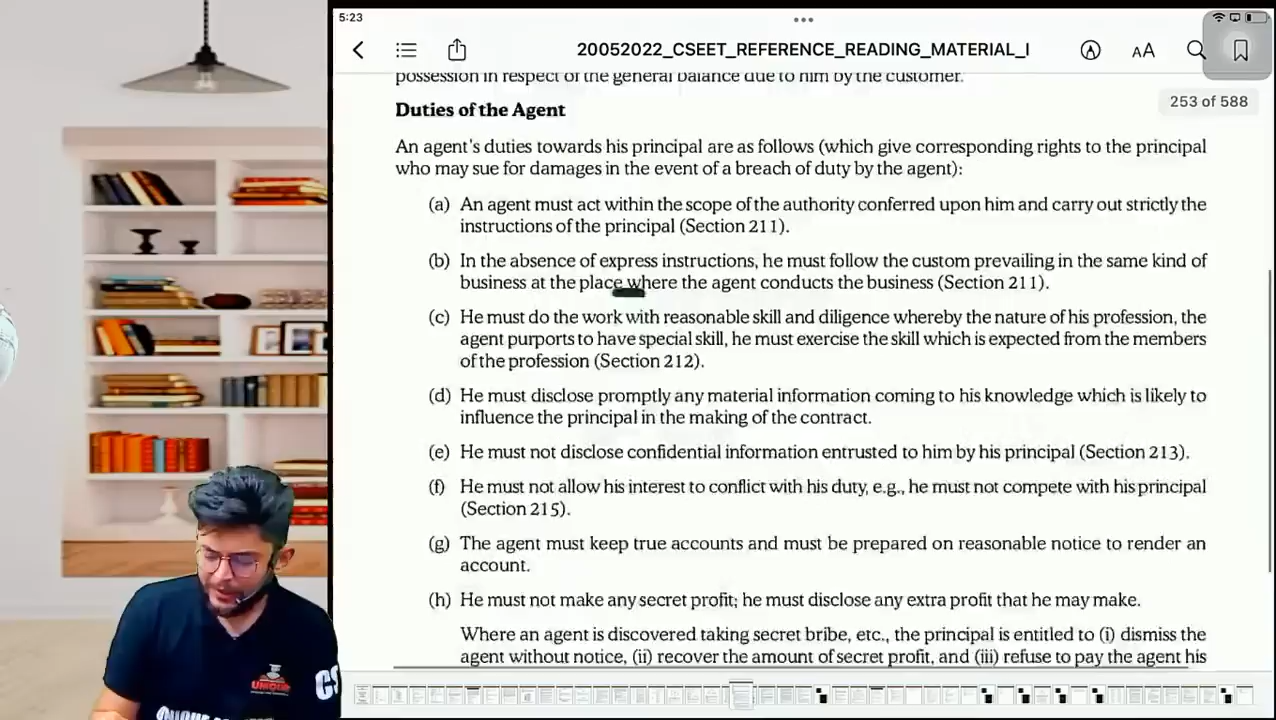 5:23
20052022_CSEET_REFERENCE_READING_MATERIAL_I
AA
253 of 588
possession in respect of the general balance due to him by the customer.
Duties of the Agent
An agent's duties towards his principal are as follows (which give corresponding rights to the principal
who may sue for damages in the event of a breach of duty by the agent):
(a) An agent must act within the scope of the authority conferred upon him and carry out strictly the
instructions of the principal (Section 211).
(b) In the absence of express instructions, he must follow the custom prevailing in the same kind of
business at the place where the agent conducts the business (Section 211).
(c) He must do the work with reasonable skill and diligence whereby the nature of his profession, the
agent purports to have special skill, he must exercise the skill which is expected from the members
of the profession (Section 212).
(d) He must disclose promptly any material information coming to his knowledge which is likely to
influence the principal in the making of the contract.
(e) He must not disclose confidential information entrusted to him by his principal (Section 213).
(f) He must not allow his interest to conflict with his duty, e.g., he must not compete with his principal
(Section 215).
(g) The agent must keep true accounts and must be prepared on reasonable notice to render an
account.
(h) He must not make any secret profit; he must disclose any extra profit that he may make.
Where an agent is discovered taking secret bribe, etc., the principal is entitled to (i) dismiss the
agent without notice, (ii) recover the amount of secret profit, and (iii) refuse to pay the agent his
UNIQUE
CS